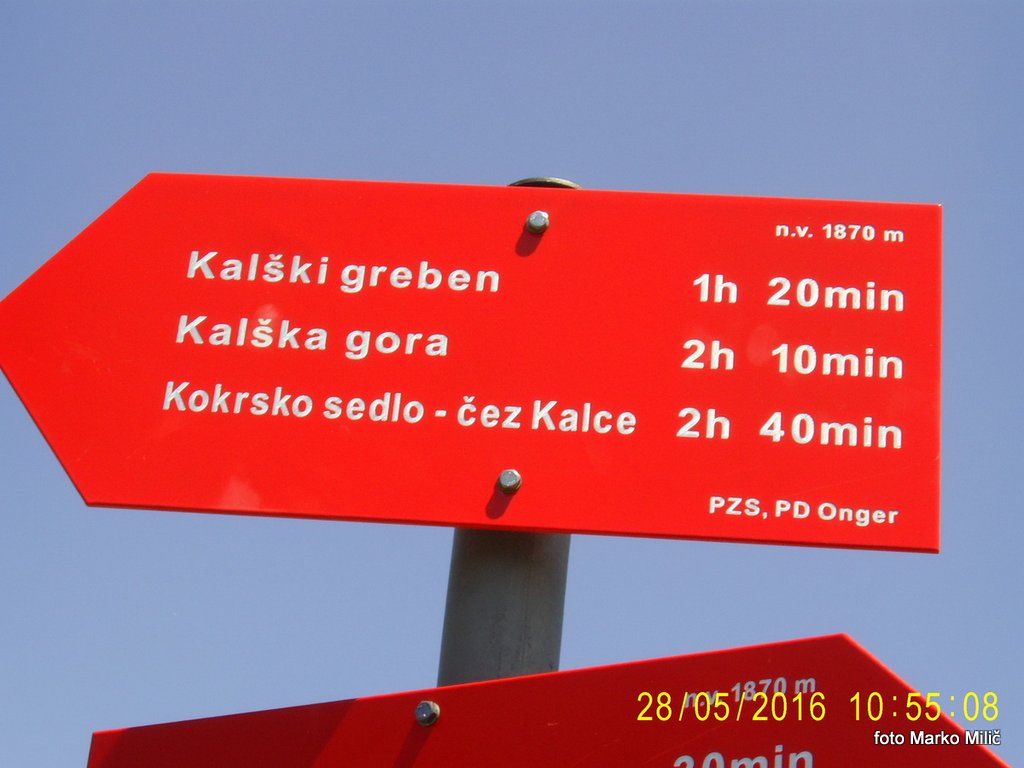 n.v. 1870 m
Kalški greben 1h 20min
Kalška gora 2h 10min
Kokrsko sedlo - čez Kalce 2h 40min
PZS, PD Onger
n.v. 1870 m
28/05/2016 10:55:08
foto Marko Milič